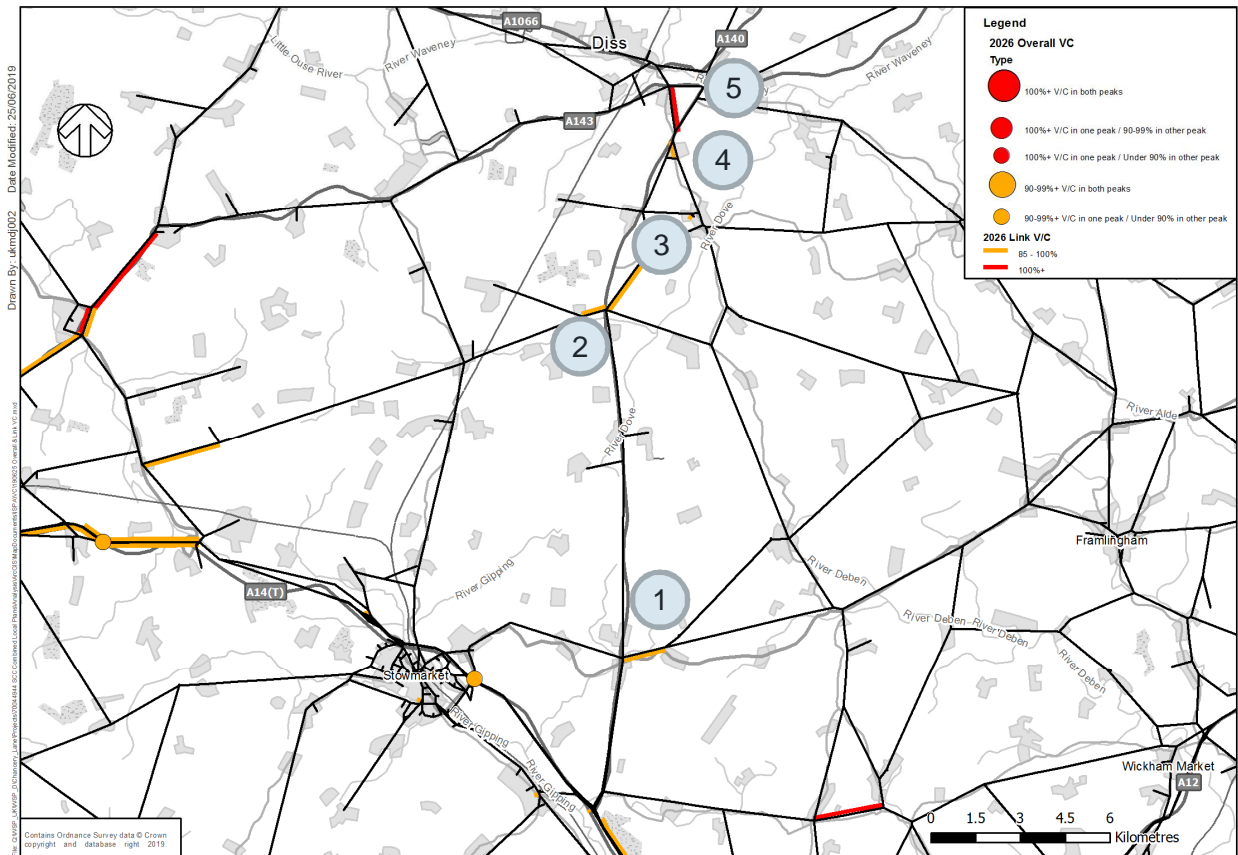 Date Modified: 25/06/2019
Drawn By: ukmdj002
A1066
Diss
A140
Little Ouse River
River Waveney
River Waveney
A143
5
4
River Dove
3
2
River Dove
1
River Gipping
A14(T)
Stowmarket
River Gipping
River Gipping
River Alde
Framlingham
River Deben
River Deben
River Deben
River Deben
Wickham Market
A12
Legend
2026 Overall VC
Type
100%+ V/C in both peaks
100%+ V/C in one peak / 90-99% in other peak
100%+ V/C in one peak / Under 90% in other peak
90-99%+ V/C in both peaks
90-99%+ V/C in one peak / Under 90% in other peak
2026 Link V/C
85 - 100%
100%+
0 1.5 3 4.5 6
Kilometres
Contains Ordnance Survey data © Crown
copyright and database right 2019.